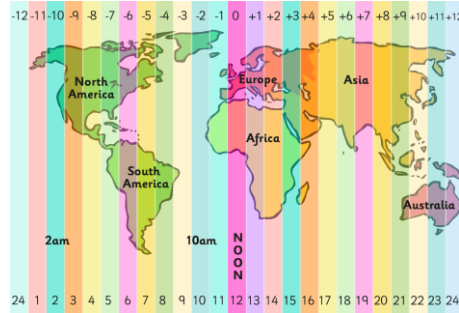 -12 -11 -10 -9 -8 -7 -6 -5 -4 -3 -2 -1 0 +1 +2 +3 +4 +5 +6 +7 +8 +9 +10 +11 +12
North
America
Europe
Asia
Africa
South
America
Australia
2am
10am
NOON
24 1 2 3 4 5 6 7 8 9 10 11 12 13 14 15 16 17 18 19 20 21 22 23 24